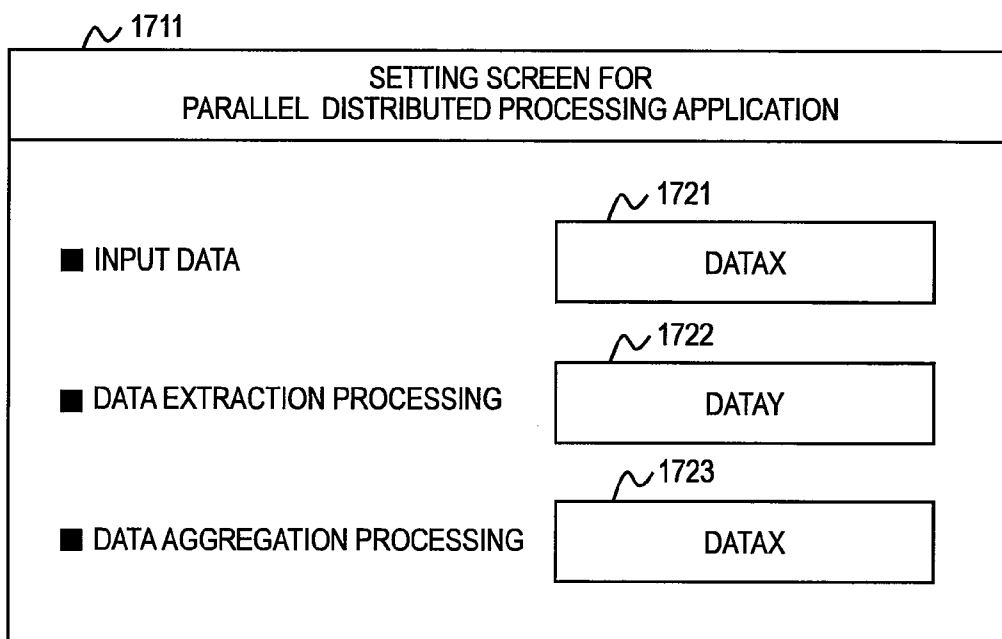 1711
SETTING SCREEN FOR
PARALLEL DISTRIBUTED PROCESSING APPLICATION
1721
■ INPUT DATA
DATAX
1722
■ DATA EXTRACTION PROCESSING
DATAY
1723
■ DATA AGGREGATION PROCESSING
DATAX